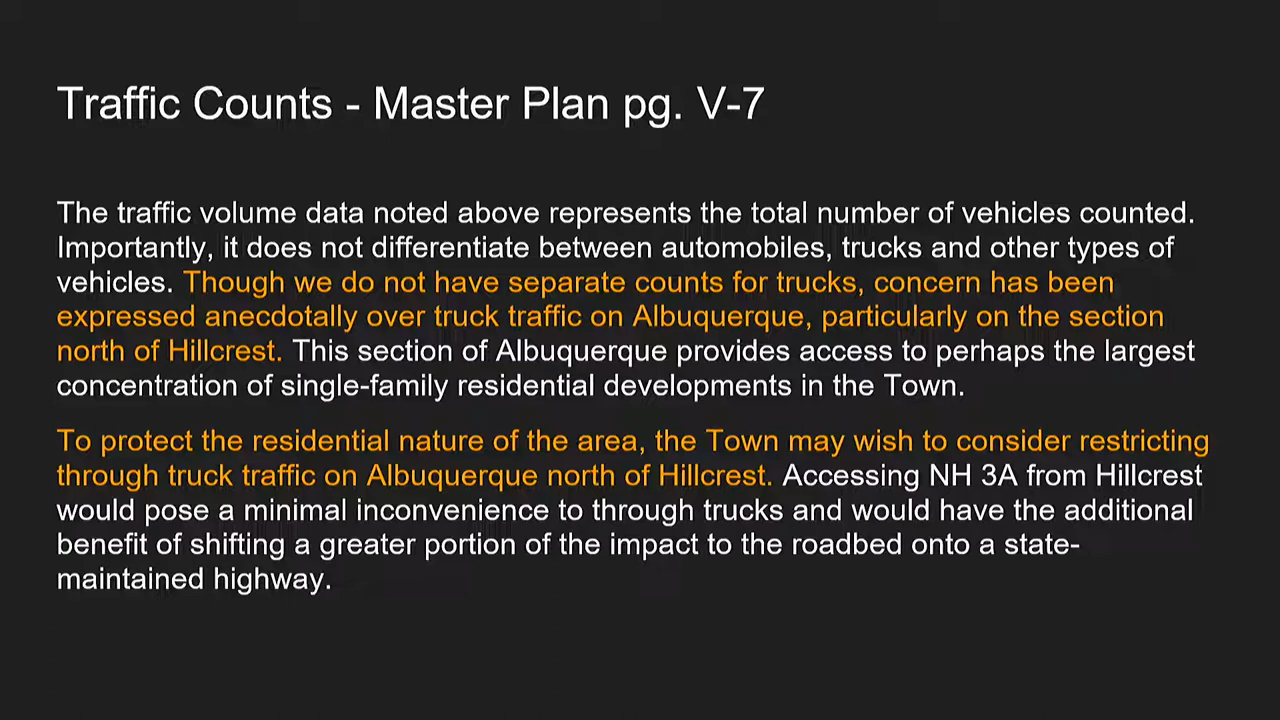 Traffic Counts - Master Plan pg. V-7
The traffic volume data noted above represents the total number of vehicles counted.
Importantly, it does not differentiate between automobiles, trucks and other types of
vehicles. Though we do not have separate counts for trucks, concern has been
expressed anecdotally over truck traffic on Albuquerque, particularly on the section
north of Hillcrest. This section of Albuquerque provides access to perhaps the largest
concentration of single-family residential developments in the Town.
To protect the residential nature of the area, the Town may wish to consider restricting
through truck traffic on Albuquerque north of Hillcrest. Accessing NH 3A from Hillcrest
would pose a minimal inconvenience to through trucks and would have the additional
benefit of shifting a greater portion of the impact to the roadbed onto a state-
maintained highway.